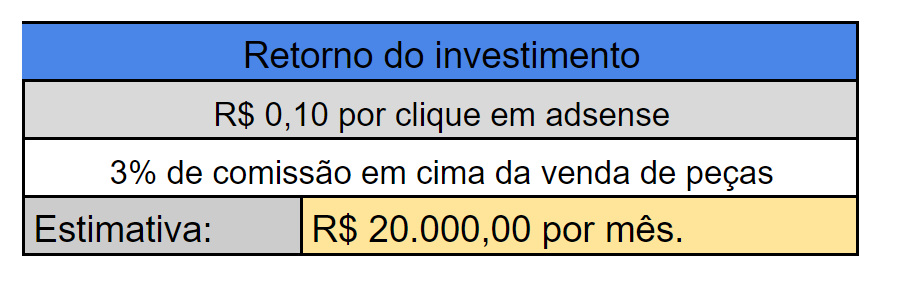 Retorno do investimento
R$ 0,10 por clique em adsense
3% de comissão em cima da venda de peças
Estimativa: R$ 20.000,00 por mês.